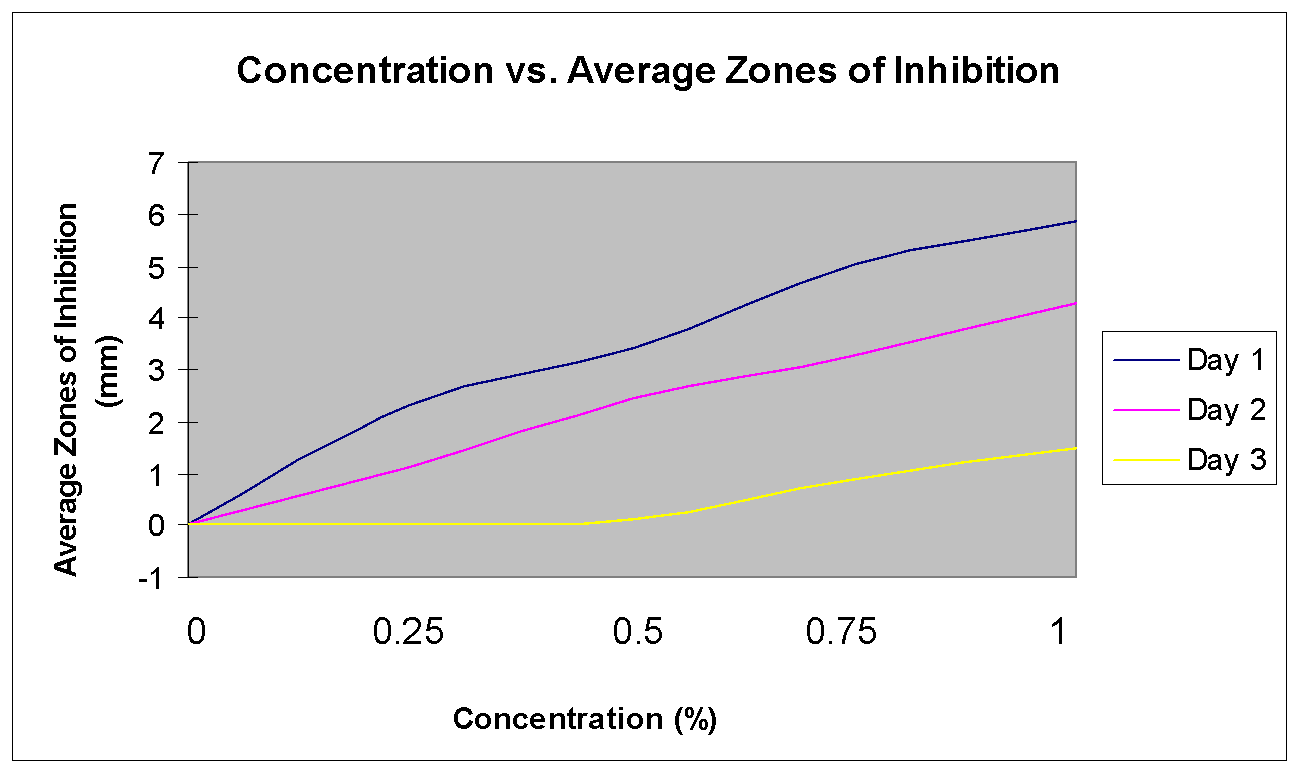 Concentration vs. Average Zones of Inhibition
Average Zones of Inhibition
(mm)
7
6
5
4
3
2
1
0
-1
0 0.25 0.5 0.75 1
Concentration (%)
Day 1
Day 2
Day 3